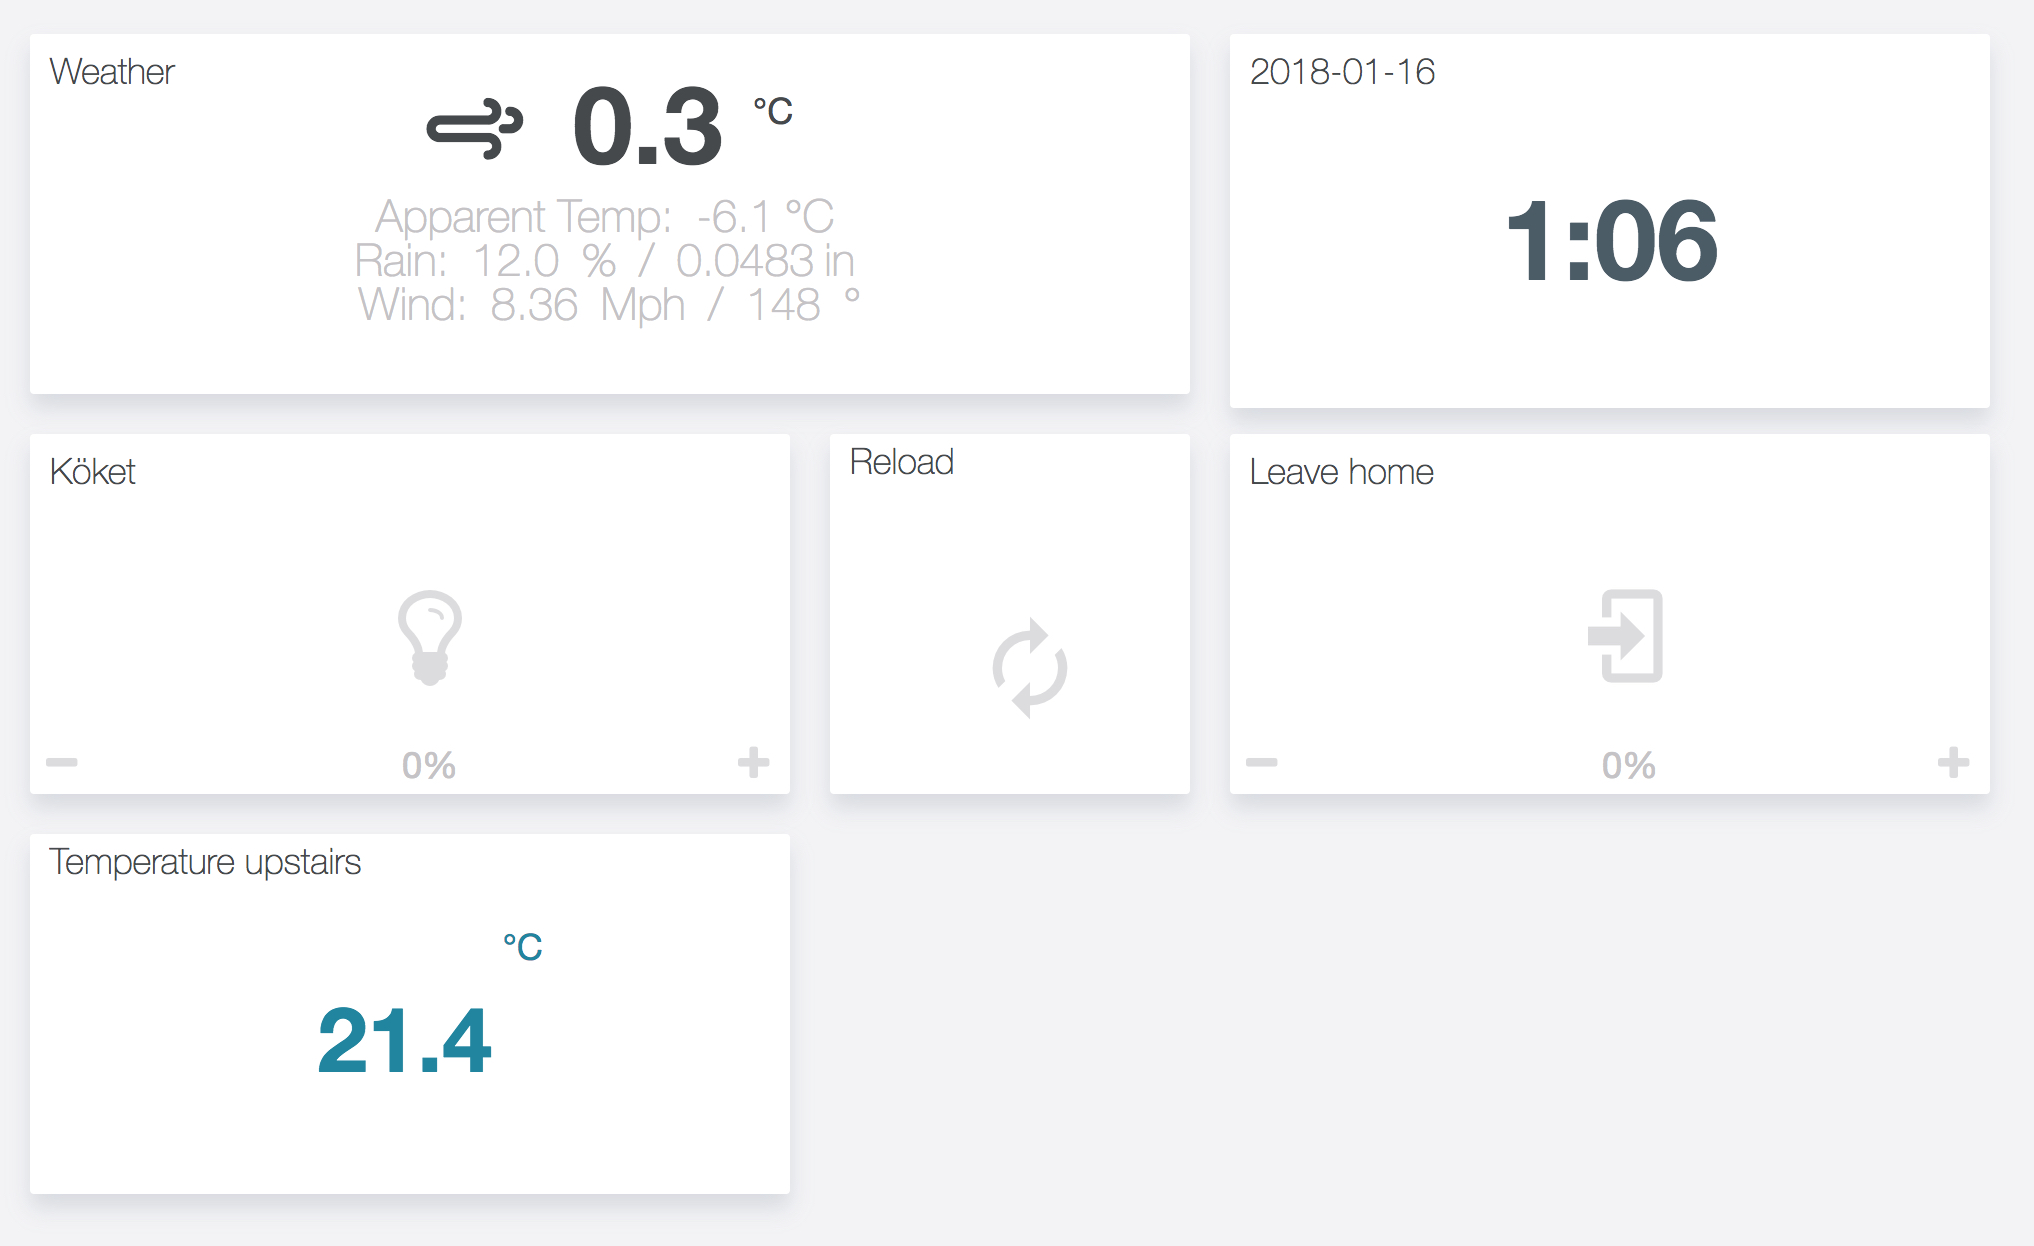 Weather
0.3 °C
Apparent Temp: -6.1 °C
Rain: 12.0 % / 0.0483 in
Wind: 8.36 Mph / 148 °
2018-01-16
1:06
Köket
0%
Reload
Leave home
0%
Temperature upstairs
°C
21.4